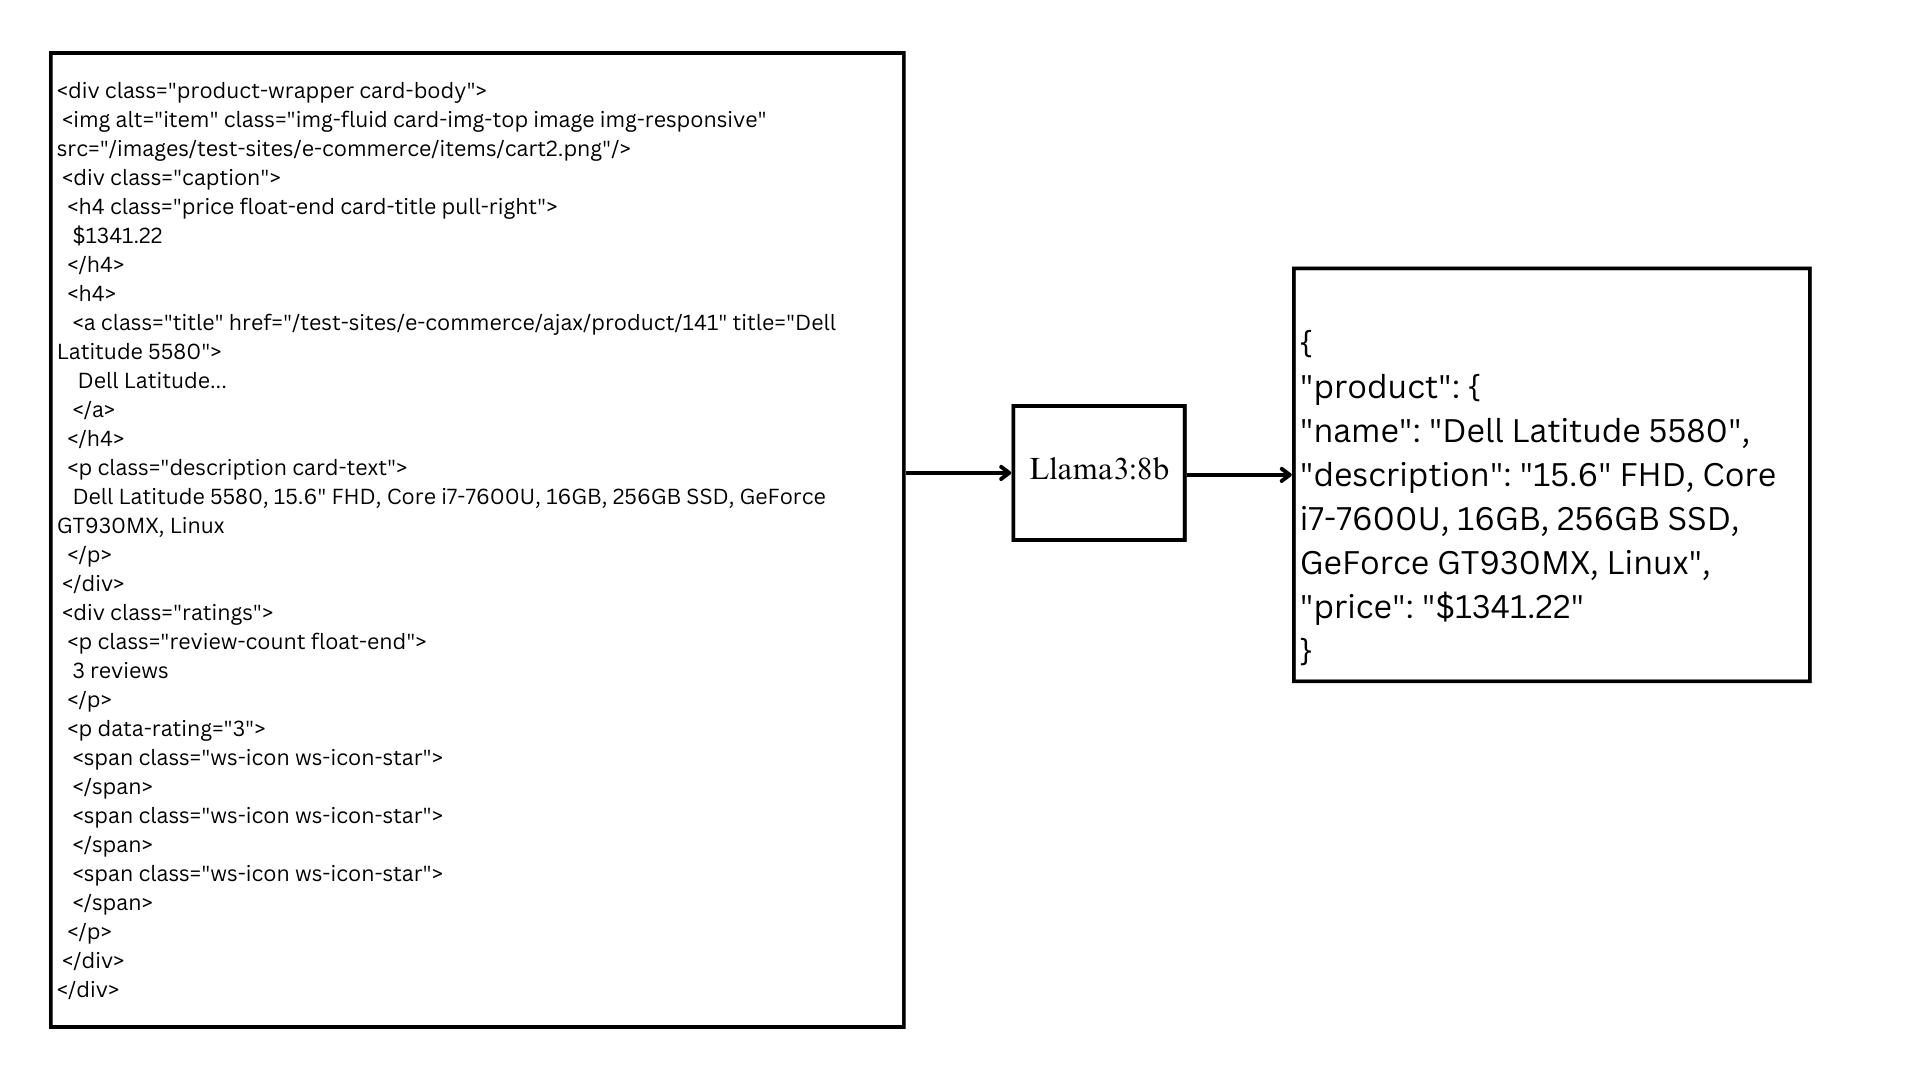 <div class="product-wrapper card-body">
<img alt="item" class="img-fluid card-img-top image img-responsive"
src="/images/test-sites/e-commerce/items/cart2.png"/>
<div class="caption">
<h4 class="price float-end card-title pull-right">
$1341.22
</h4>
<h4>
<a class="title" href="/test-sites/e-commerce/ajax/product/141" title="Dell
Latitude 5580">
Dell Latitude...
</a>
</h4>
<p class="description card-text">
Dell Latitude 5580, 15.6" FHD, Core i7-7600U, 16GB, 256GB SSD, GeForce
GT930MX, Linux
</p>
</div>
<div class="ratings">
<p class="review-count float-end">
3 reviews
</p>
<p data-rating="3">
<span class="ws-icon ws-icon-star">
</span>
<span class="ws-icon ws-icon-star">
</span>
<span class="ws-icon ws-icon-star">
</span>
</p>
</div>
</div>
Llama3:8b
{
"product": {
"name": "Dell Latitude 5580",
"description": "15.6" FHD, Core
i7-7600U, 16GB, 256GB SSD,
GeForce GT930MX, Linux",
"price": "$1341.22"
}